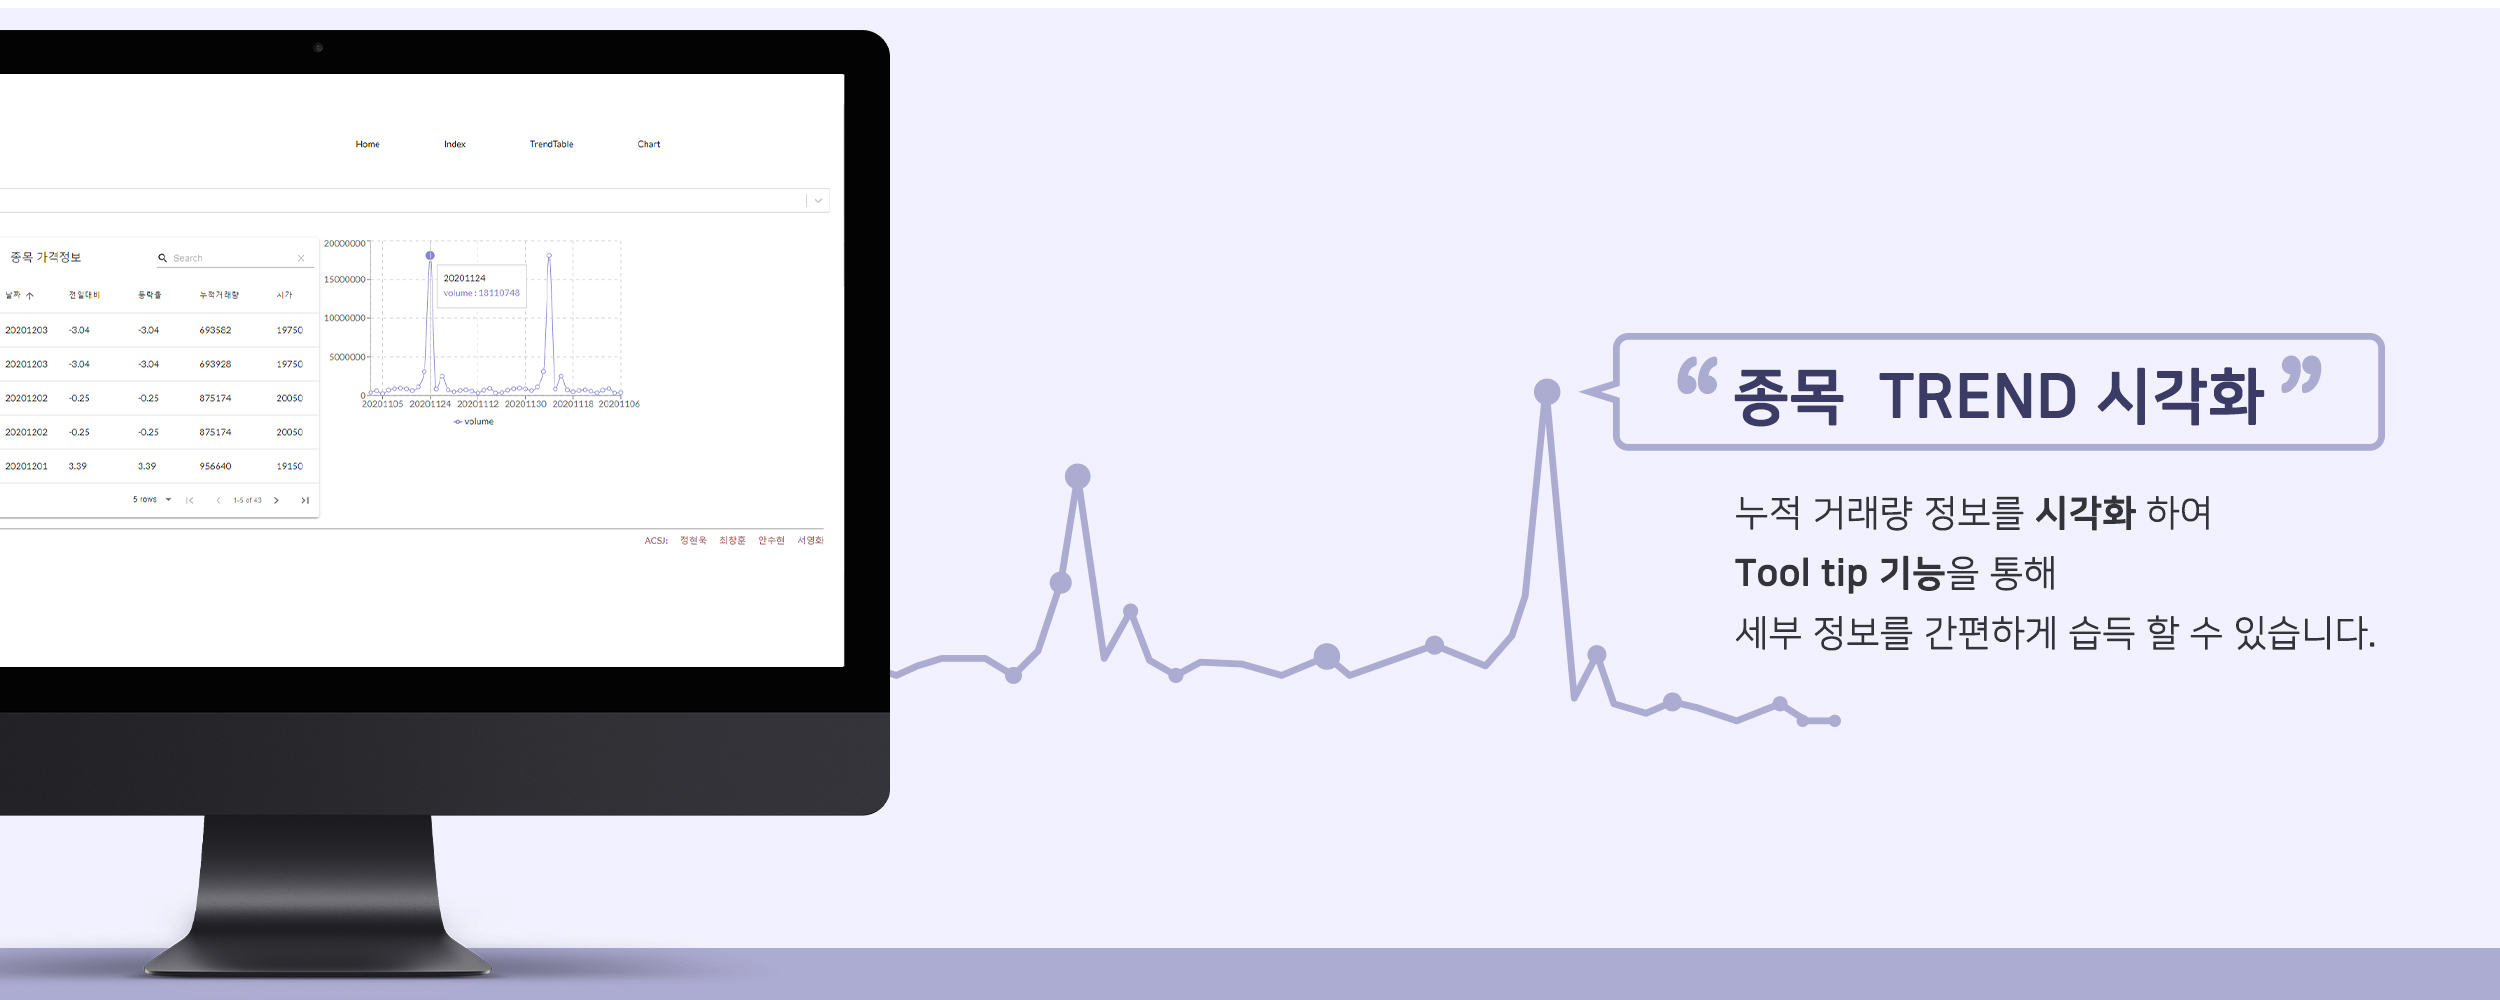 Home Index TrendTable Chart
종목 가격정보 Search
날짜 전일대비 등락률 누적거래량 시가
20201203 -3.04 -3.04 693582 19750
20201203 -3.04 -3.04 693928 19750
20201202 -0.25 -0.25 875174 20050
20201202 -0.25 -0.25 875174 20050
20201201 3.39 3.39 956640 19150
5 rows 1-5 of 43
20000000
15000000
10000000
5000000
0
20201124
volume : 18110748
20201105 20201124 20201112 20201130 20201118 20201106
volume
ACSJ: 정현욱 최창훈 안수현 서영화
“종목 TREND 시각화”
누적 거래량 정보를 시각화 하여
Tool tip 기능을 통해
세부 정보를 간편하게 습득 할 수 있습니다.